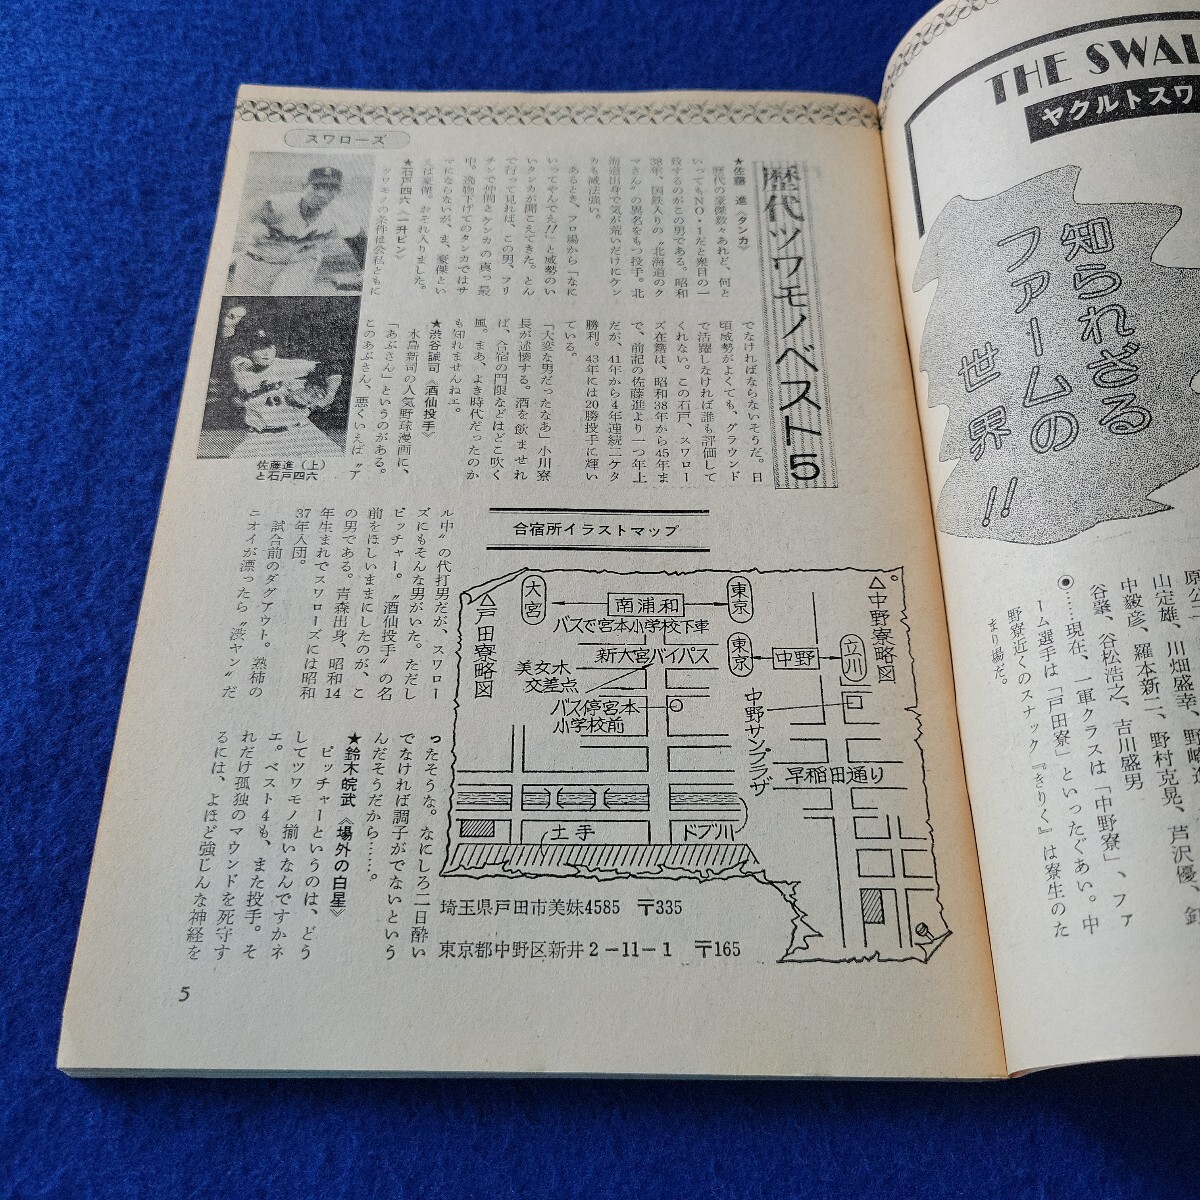 THE SWAL
ヤクルトスワ
知られざる
ファームの
世界!!
原公一
山定雄、川畑盛幸、野崎
中毅彦、羅本新二、野村克晃、芦沢優、釘
谷肇、谷松浩之、吉川盛男
●……現在、一軍クラスは「中野寮」、ファ
ーム選手は「戸田寮」といったぐあい。中
野寮近くのスナック『きりく』は寮生のた
まり場だ。
スワローズ
歴代ツワモノベスト5
★佐藤 進《タンカ》
歴代の豪傑数々あれど、何と
いってもNO・1だと衆目の一
致するのがこの男である。昭和
38年、国鉄入りの〝北海道のク
マさん〟の異名をもつ投手。北
海道出身で気が荒いだけにケン
カも滅法強い。
あるとき、フロ場から「なに
いってやんでえ!!」と威勢のい
いタンカが聞こえてきた。とん
で行って見れば、この男、フリ
チンで仲間とケンカの真っ最
中。逸物下げてのタンカではサ
マにならないが、ま、豪傑とい
えば豪傑。おそれ入りました。
★石戸四六《一升ビン》
ツワモノの条件は公私ともに
でなければならないそうだ。日
頃威勢がよくても、グラウンド
で活躍しなければ誰も評価して
くれない。この石戸、スワロー
ズ在籍は、昭和38年から45年ま
で、前記の佐藤進より一つ年上
だが、41年から4年連続二ケタ
勝利。43年には20勝投手に輝い
ている。
「大変な男だったなあ」小川寮
長が述懐する。酒を飲ませれ
ば、合宿の門限などはどこ吹く
風。まあ、よき時代だったのか
も知れませんねエ。
★渋谷誠司《酒仙投手》
水島新司の人気野球漫画に、
「あぶさん」というのがある。
このあぶさん、悪くいえば〝ア
佐藤進(上)
と石戸四六
ル中〟の代打男だが、スワロー
ズにもそんな男がいた。ただし
ピッチャー。〝酒仙投手〟の名
前をほしいままにしたのが、こ
の男である。青森出身、昭和14
年生まれでスワローズには昭和
37年入団。
試合前のダグアウト。熟柿の
ニオイが漂ったら〝渋ヤン〟だ
ったそうな。なにしろ二日酔い
でなければ調子がでないという
んだそうだから……。
★鈴木皖武《場外の白星》
ピッチャーというのは、どう
してツワモノ揃いなんですかネ
エ。ベスト4も、また投手。そ
れだけ孤独のマウンドを死守す
るには、よほど強じんな神経を
合宿所イラストマップ
△戸田寮略図
大宮
南浦和
東京
バスで宮本小学校下車
新大宮バイパス
美女木
交差点
バス停宮本
小学校前
土手
ドブ川
△中野寮略図
東京
中野
立川
中野サンプラザ
早稲田通り
埼玉県戸田市美妹4585 〒335
東京都中野区新井2-11-1 〒165
5